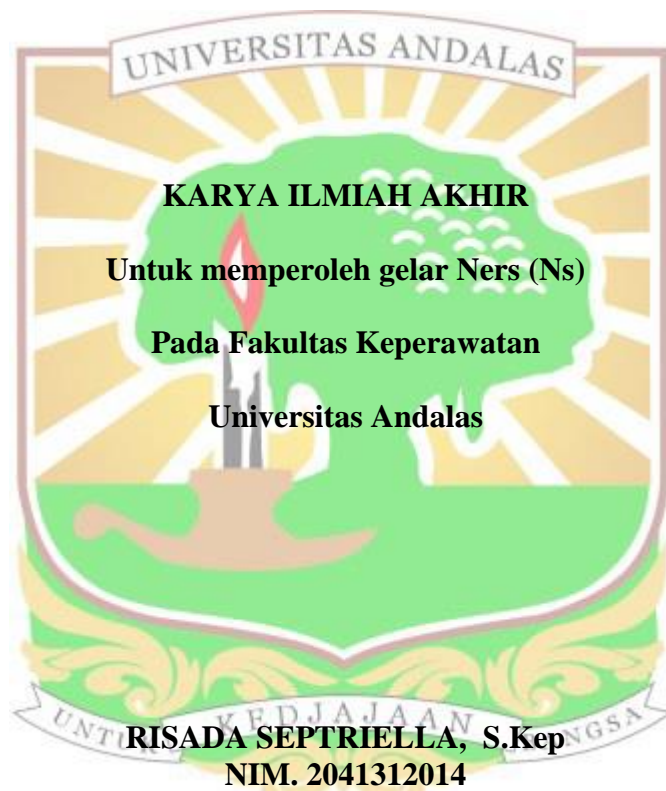 UNIVERSITAS ANDALAS
KARYA ILMIAH AKHIR
Untuk memperoleh gelar Ners (Ns)
Pada Fakultas Keperawatan
Universitas Andalas
UNTUK KEDJAJAAN
RISADA SEPTRIELLA, S.Kep
NIM. 2041312014